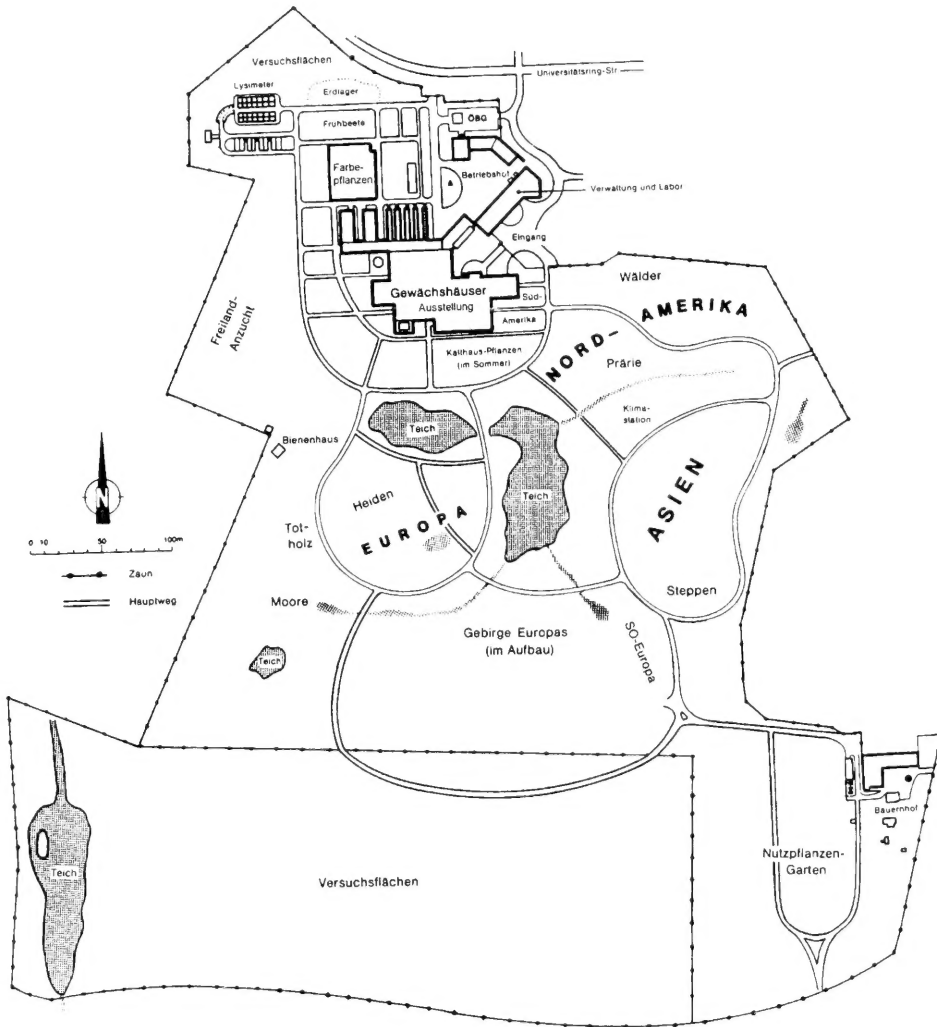 Versuchsflächen
Universitätsring-Str
Lysimeter
Erdlager
ÖBG
Frühbeete
Farbe-
pflanzen
Betriebshof
Verwaltung und Labor
Eingang
Wälder
Gewächshäuser
Ausstellung
Süd-
Amerika
NORD- AMERIKA
Freiland-
Anzucht
Kalthaus-Pflanzen
(im Sommer)
Prärie
Klima-
station
Teich
Bienenhaus
Teich
ASIEN
N
Heiden
EUROPA
Tot-
holz
0 10 50 100m
Zaun
Hauptweg
Steppen
Moore
Gebirge Europas
(im Aufbau)
SO-Europa
Teich
Bauernhof
Teich
Nutzpflanzen-
Garten
Versuchsflächen